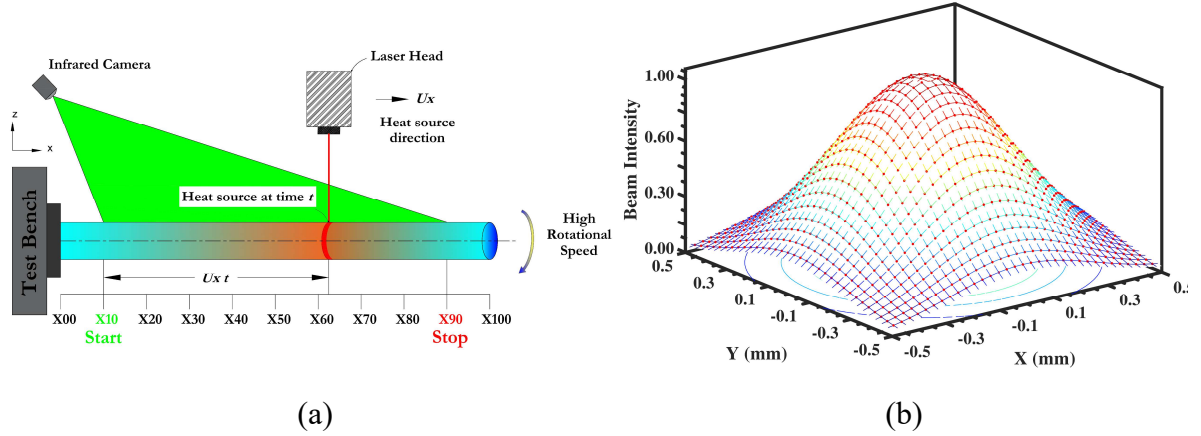 Infrared Camera
Laser Head
Ux
Heat source
direction
z
x
Heat source at time t
Test Bench
High
Rotational
Speed
Ux t
X00 X10 X20 X30 X40 X50 X60 X70 X80 X90 X100
Start Stop
(a)
Beam Intensity
1.00
0.60
0.30
0.00
0.5
0.3
0.1
-0.1
-0.3
-0.5
Y (mm)
-0.5
-0.3
-0.1
0.1
0.3
0.5
X (mm)
(b)